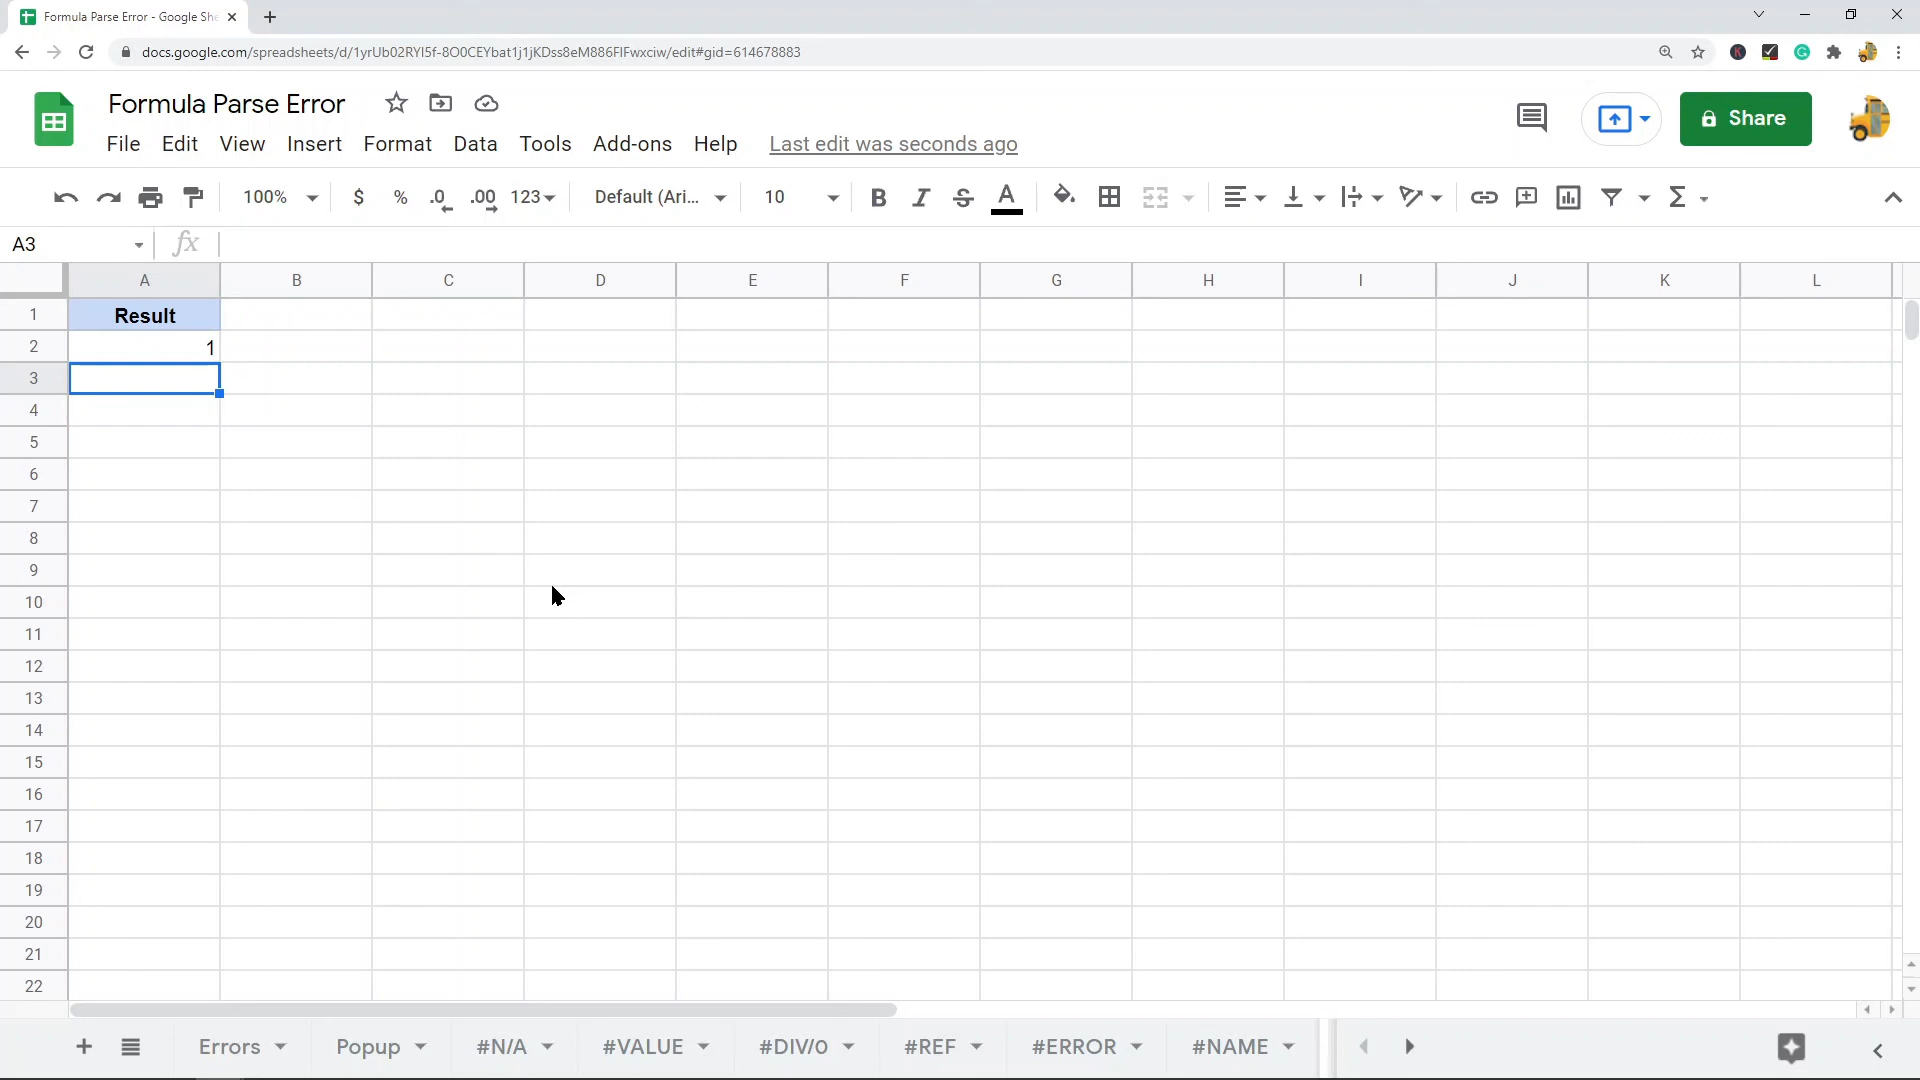 Formula Parse Error - Google She
docs.google.com/spreadsheets/d/1yrUb02RYI5f-8O0CEYbat1j1jKDss8eM886FlFwxciw/edit#gid=614678883
Formula Parse Error
Share
File Edit View Insert Format Data Tools Add-ons Help Last edit was seconds ago
100% $ % .0 .00 123 Default (Ari... 10 B I S A
A3 fx
A B C D E F G H I J K L
1 Result
2 1
3
4
5
6
7
8
9
10
11
12
13
14
15
16
17
18
19
20
21
22
Errors Popup #N/A #VALUE #DIV/0 #REF #ERROR #NAME